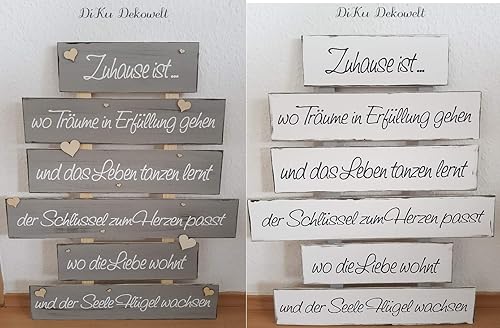 DiKu Dekowelt
Zuhause ist...
wo Träume in Erfüllung gehen
und das Leben tanzen lernt
der Schlüssel zum Herzen passt
wo die Liebe wohnt
und der Seele Flügel wachsen
DiKu Dekowelt
Zuhause ist...
wo Träume in Erfüllung gehen
und das Leben tanzen lernt
der Schlüssel zum Herzen passt
wo die Liebe wohnt
und der Seele Flügel wachsen